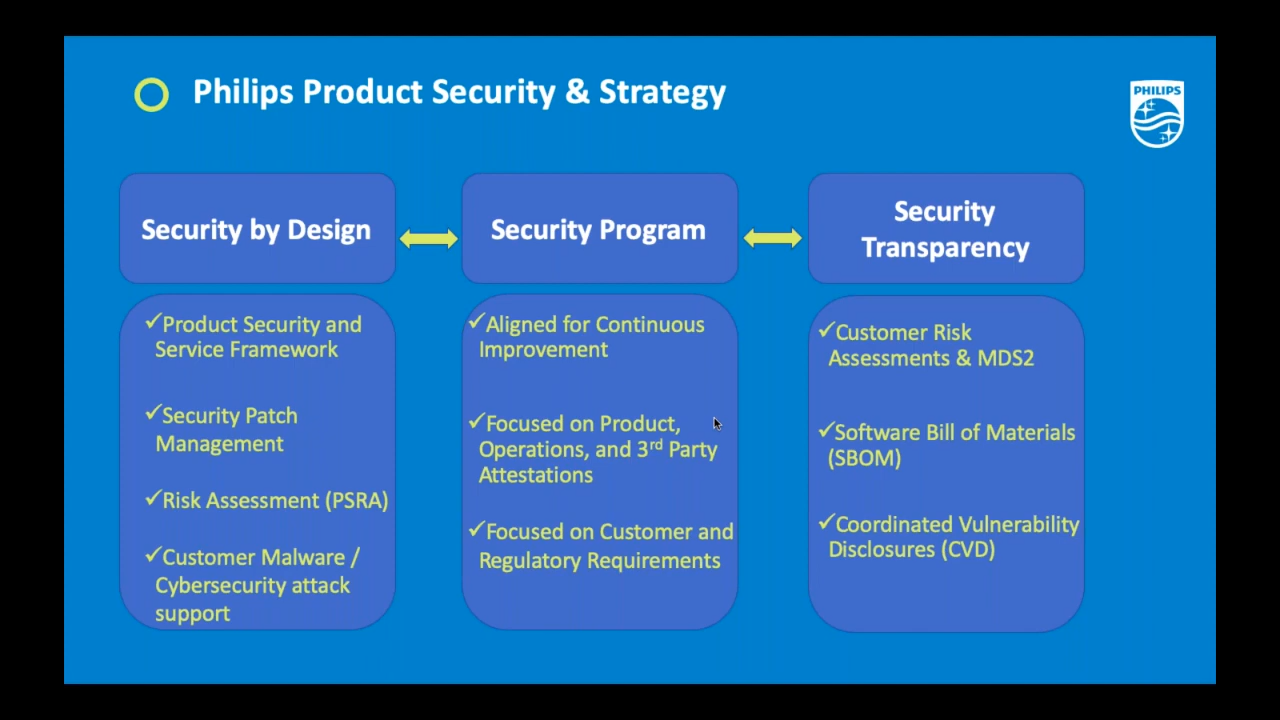 Philips Product Security & Strategy
PHILIPS
Security by Design
Security Program
Security
Transparency
✓Product Security and
Service Framework
✓Security Patch
Management
✓Risk Assessment (PSRA)
✓Customer Malware /
Cybersecurity attack
support
✓Aligned for Continuous
Improvement
✓Focused on Product,
Operations, and 3rd Party
Attestations
✓Focused on Customer and
Regulatory Requirements
✓Customer Risk
Assessments & MDS2
✓Software Bill of Materials
(SBOM)
✓Coordinated Vulnerability
Disclosures (CVD)